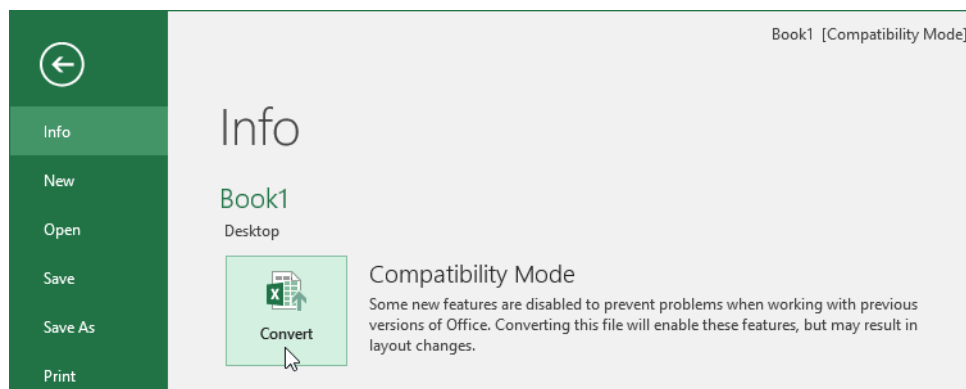 Book1 [Compatibility Mode]
Info
New
Open
Save
Save As
Print
Info
Book1
Desktop
Convert
Compatibility Mode
Some new features are disabled to prevent problems when working with previous
versions of Office. Converting this file will enable these features, but may result in
layout changes.